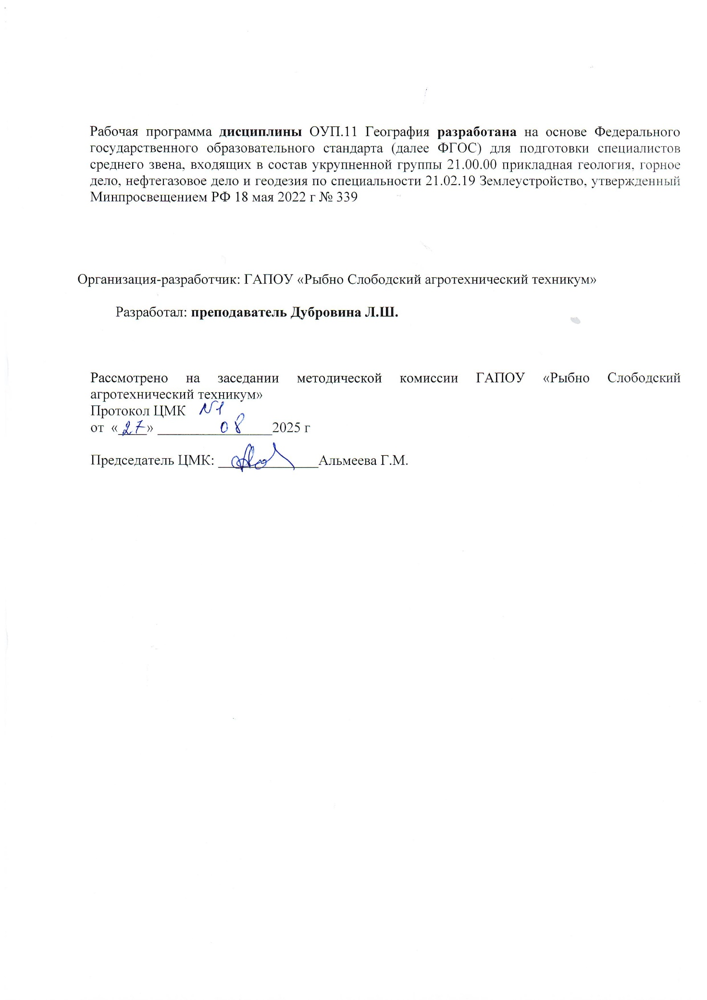 Рабочая программа дисциплины ОУП.11 География разработана на основе Федерального
государственного образовательного стандарта (далее ФГОС) для подготовки специалистов
среднего звена, входящих в состав укрупненной группы 21.00.00 прикладная геология, горное
дело, нефтегазовое дело и геодезия по специальности 21.02.19 Землеустройство, утвержденный
Минпросвещением РФ 18 мая 2022 г № 339
Организация-разработчик: ГАПОУ «Рыбно Слободский агротехнический техникум»
Разработал: преподаватель Дубровина Л.Ш.
Рассмотрено на заседании методической комиссии ГАПОУ «Рыбно Слободский
агротехнический техникум»
Протокол ЦМК N1
от «27» 08 2025 г
Председатель ЦМК: Альмеева Г.М.